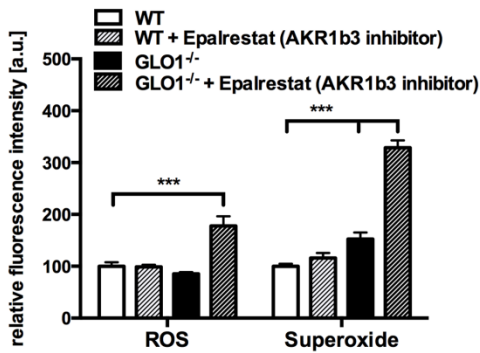 WT
WT + Epalrestat (AKR1b3 inhibitor)
GLO1-/-
GLO1-/- + Epalrestat (AKR1b3 inhibitor)
relative fluorescence intensity [a.u.]
500
400
300
200
100
0
***
***
ROS
Superoxide